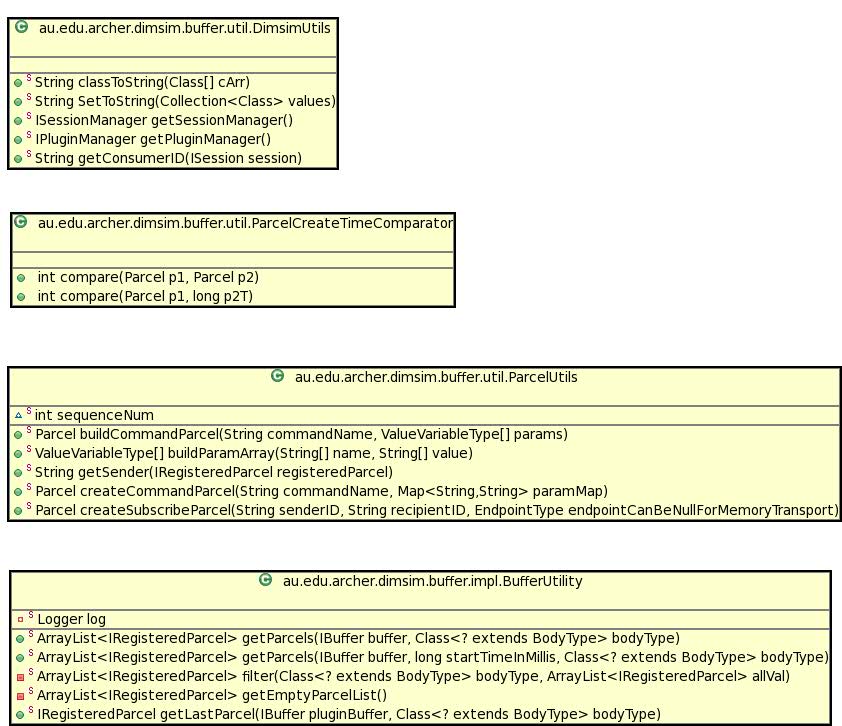 C au.edu.archer.dimsim.buffer.util.DimsimUtils
S String classToString(Class[] cArr)
S String SetToString(Collection<Class> values)
S ISessionManager getSessionManager()
S IPluginManager getPluginManager()
S String getConsumerID(ISession session)
C au.edu.archer.dimsim.buffer.util.ParcelCreateTimeComparator
int compare(Parcel p1, Parcel p2)
int compare(Parcel p1, long p2T)
C au.edu.archer.dimsim.buffer.util.ParcelUtils
S int sequenceNum
S Parcel buildCommandParcel(String commandName, ValueVariableType[] params)
S ValueVariableType[] buildParamArray(String[] name, String[] value)
S String getSender(IRegisteredParcel registeredParcel)
S Parcel createCommandParcel(String commandName, Map<String,String> paramMap)
S Parcel createSubscribeParcel(String senderID, String recipientID, EndpointType endpointCanBeNullForMemoryTransport)
C au.edu.archer.dimsim.buffer.impl.BufferUtility
S Logger log
S ArrayList<IRegisteredParcel> getParcels(IBuffer buffer, Class<? extends BodyType> bodyType)
S ArrayList<IRegisteredParcel> getParcels(IBuffer buffer, long startTimeInMillis, Class<? extends BodyType> bodyType)
S ArrayList<IRegisteredParcel> filter(Class<? extends BodyType> bodyType, ArrayList<IRegisteredParcel> allVal)
S ArrayList<IRegisteredParcel> getEmptyParcelList()
S IRegisteredParcel getLastParcel(IBuffer pluginBuffer, Class<? extends BodyType> bodyType)